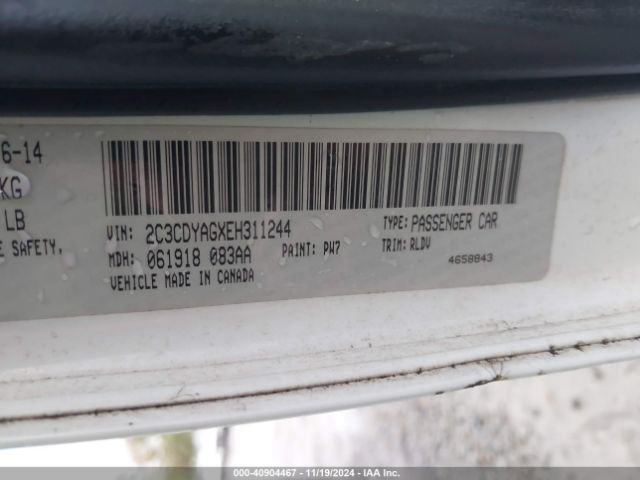 6-14
KG
LB
E SAFETY,
VIN: 2C3CDYAGXEH311244
TYPE: PASSENGER CAR
MDH: 061918 083AA
PAINT: PW7
TRIM: RLDV
VEHICLE MADE IN CANADA
4658843
000-40904467 - 11/19/2024 - IAA Inc.